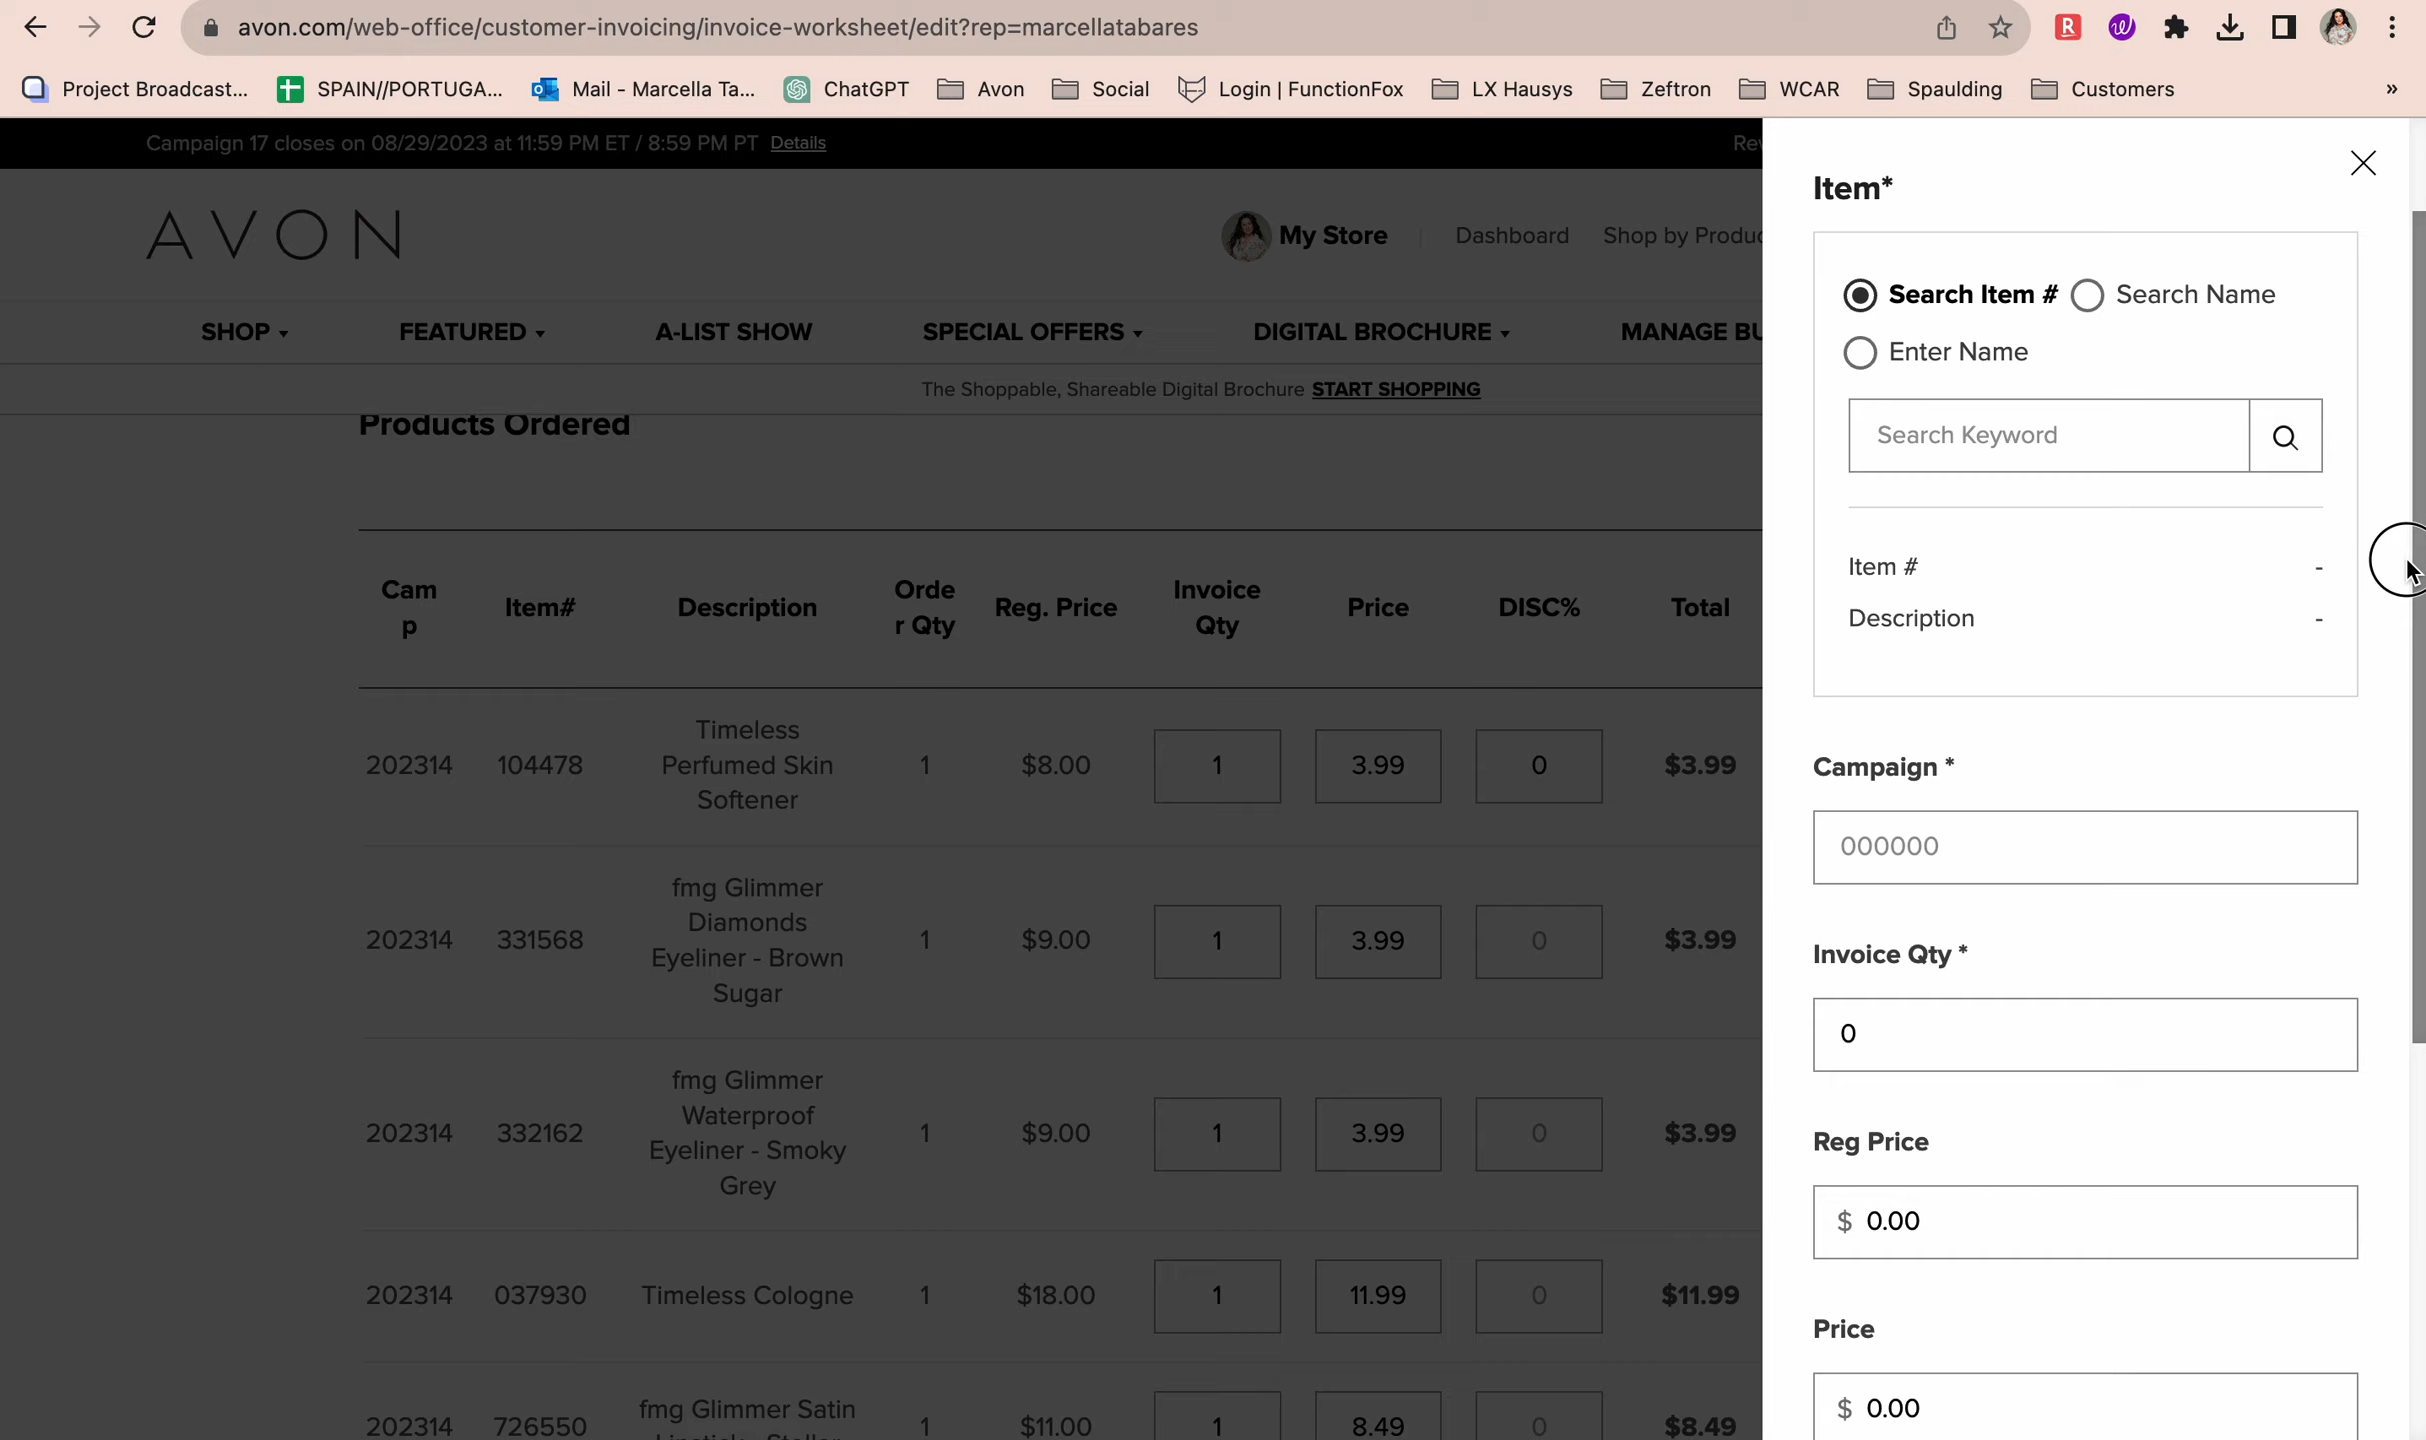 avon.com/web-office/customer-invoicing/invoice-worksheet/edit?rep=marcellatabares
Project Broadcast... SPAIN//PORTUGA... Mail - Marcella Ta... ChatGPT Avon Social Login | FunctionFox LX Hausys Zeftron WCAR Spaulding Customers »
Campaign 17 closes on 08/29/2023 at 11:59 PM ET / 8:59 PM PT Details
AVON
My Store Dashboard Shop by
SHOP FEATURED A-LIST SHOW SPECIAL OFFERS DIGITAL BROCHURE MANAGE
The Shoppable, Shareable Digital Brochure START SHOPPING
Products Ordered
Cam
p
Item#
Description
Orde
r Qty
Reg. Price
Invoice
Qty
Price
DISC%
Total
Timeless
Perfumed Skin
Softener
202314 104478 1 $8.00 1 3.99 0 $3.99
fmg Glimmer
Diamonds
Eyeliner - Brown
Sugar
202314 331568 1 $9.00 1 3.99 0 $3.99
fmg Glimmer
Waterproof
Eyeliner - Smoky
Grey
202314 332162 1 $9.00 1 3.99 0 $3.99
202314 037930 Timeless Cologne 1 $18.00 1 11.99 0 $11.99
fmg Glimmer Satin
202314 726550 1 $11.00 1 8.49 0 $8.49
Item*
Search Item # Search Name
Enter Name
Search Keyword
Item # -
Description -
Campaign *
000000
Invoice Qty *
0
Reg Price
$ 0.00
Price
$ 0.00